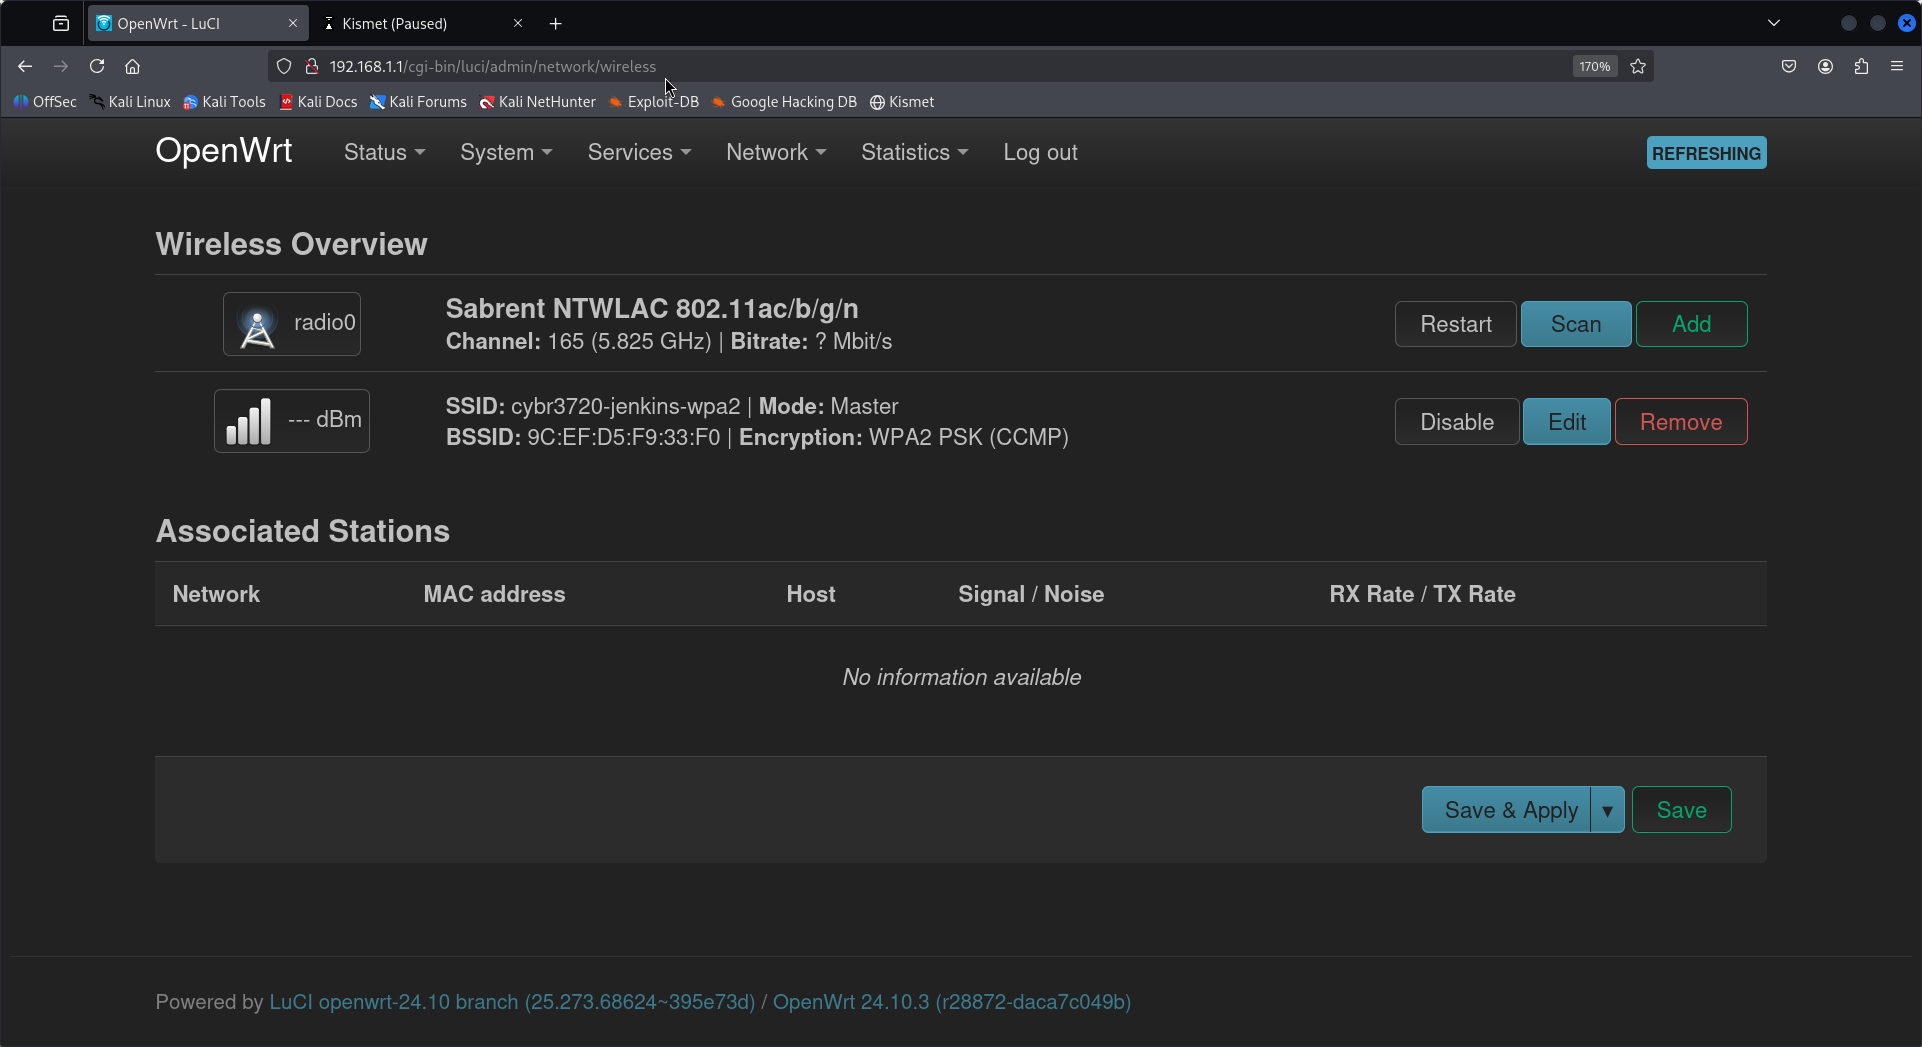 OpenWrt - LuCI
Kismet (Paused)
192.168.1.1/cgi-bin/luci/admin/network/wireless
170%
OffSec Kali Linux Kali Tools Kali Docs Kali Forums Kali NetHunter Exploit-DB Google Hacking DB Kismet
OpenWrt Status System Services Network Statistics Log out REFRESHING
Wireless Overview
radio0
Sabrent NTWLAC 802.11ac/b/g/n
Channel: 165 (5.825 GHz) | Bitrate: ? Mbit/s
Restart Scan Add
--- dBm
SSID: cybr3720-jenkins-wpa2 | Mode: Master
BSSID: 9C:EF:D5:F9:33:F0 | Encryption: WPA2 PSK (CCMP)
Disable Edit Remove
Associated Stations
Network MAC address Host Signal / Noise RX Rate / TX Rate
No information available
Save & Apply ▾ Save
Powered by LuCI openwrt-24.10 branch (25.273.68624~395e73d) / OpenWrt 24.10.3 (r28872-daca7c049b)